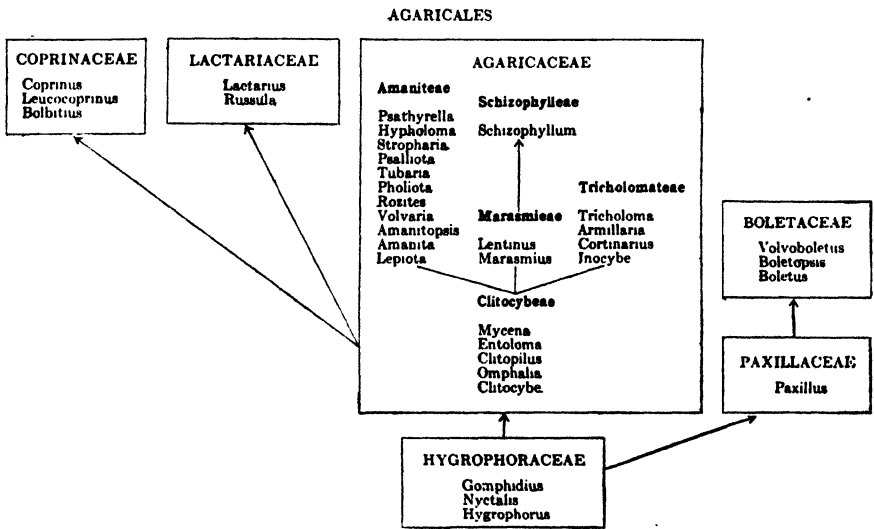 AGARICALES
COPRINACEAE
Coprinus
Leucocoprinus
Bolbitius
LACTARIACEAE
Lactarius
Russula
AGARICACEAE
Amaniteae
Psathyrella
Hypholoma
Stropharia
Psalliota
Tubaria
Pholiota
Rozites
Volvaria
Amanitopsis
Amanita
Lepiota
Schizophylleae
Schizophyllum
Marasmieae
Lentinus
Marasmius
Tricholomateae
Tricholoma
Armillaria
Cortinarius
Inocybe
Clitocybeae
Mycena
Entoloma
Clitopilus
Omphalia
Clitocybe
BOLETACEAE
Volvoboletus
Boletopsis
Boletus
PAXILLACEAE
Paxillus
HYGROPHORACEAE
Gomphidius
Nyctalis
Hygrophorus